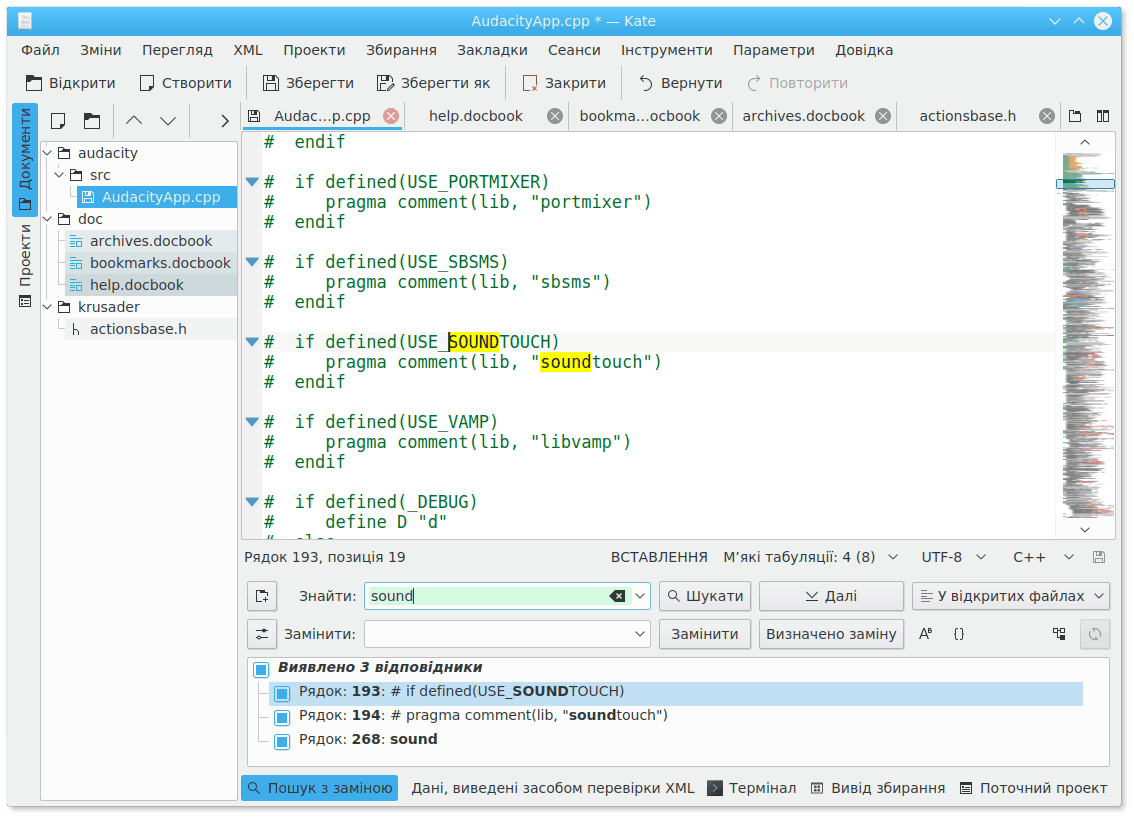 AudacityApp.cpp * — Kate
Файл Зміни Перегляд XML Проекти Збирання Закладки Сеанси Інструменти Параметри Довідка
Відкрити Створити Зберегти Зберегти як Закрити Вернути Повторити
Документи
Проекти
audacity
src
AudacityApp.cpp
doc
archives.docbook
bookmarks.docbook
help.docbook
krusader
actionsbase.h
Audac...p.cpp help.docbook bookma...ocbook archives.docbook actionsbase.h
# endif
# if defined(USE_PORTMIXER)
# pragma comment(lib, "portmixer")
# endif
# if defined(USE_SBSMS)
# pragma comment(lib, "sbsms")
# endif
# if defined(USE_SOUNDTOUCH)
# pragma comment(lib, "soundtouch")
# endif
# if defined(USE_VAMP)
# pragma comment(lib, "libvamp")
# endif
# if defined(_DEBUG)
# define D "d"
# else
Рядок 193, позиція 19 ВСТАВЛЕННЯ М’які табуляції: 4 (8) UTF-8 C++
Знайти: sound Шукати Далі У відкритих файлах
Замінити: Замінити Визначено заміну Aᴮ {}
Виявлено 3 відповідники
Рядок: 193: # if defined(USE_SOUNDTOUCH)
Рядок: 194: # pragma comment(lib, "soundtouch")
Рядок: 268: sound
Пошук з заміною Дані, виведені засобом перевірки XML Термінал Вивід збирання Поточний проект